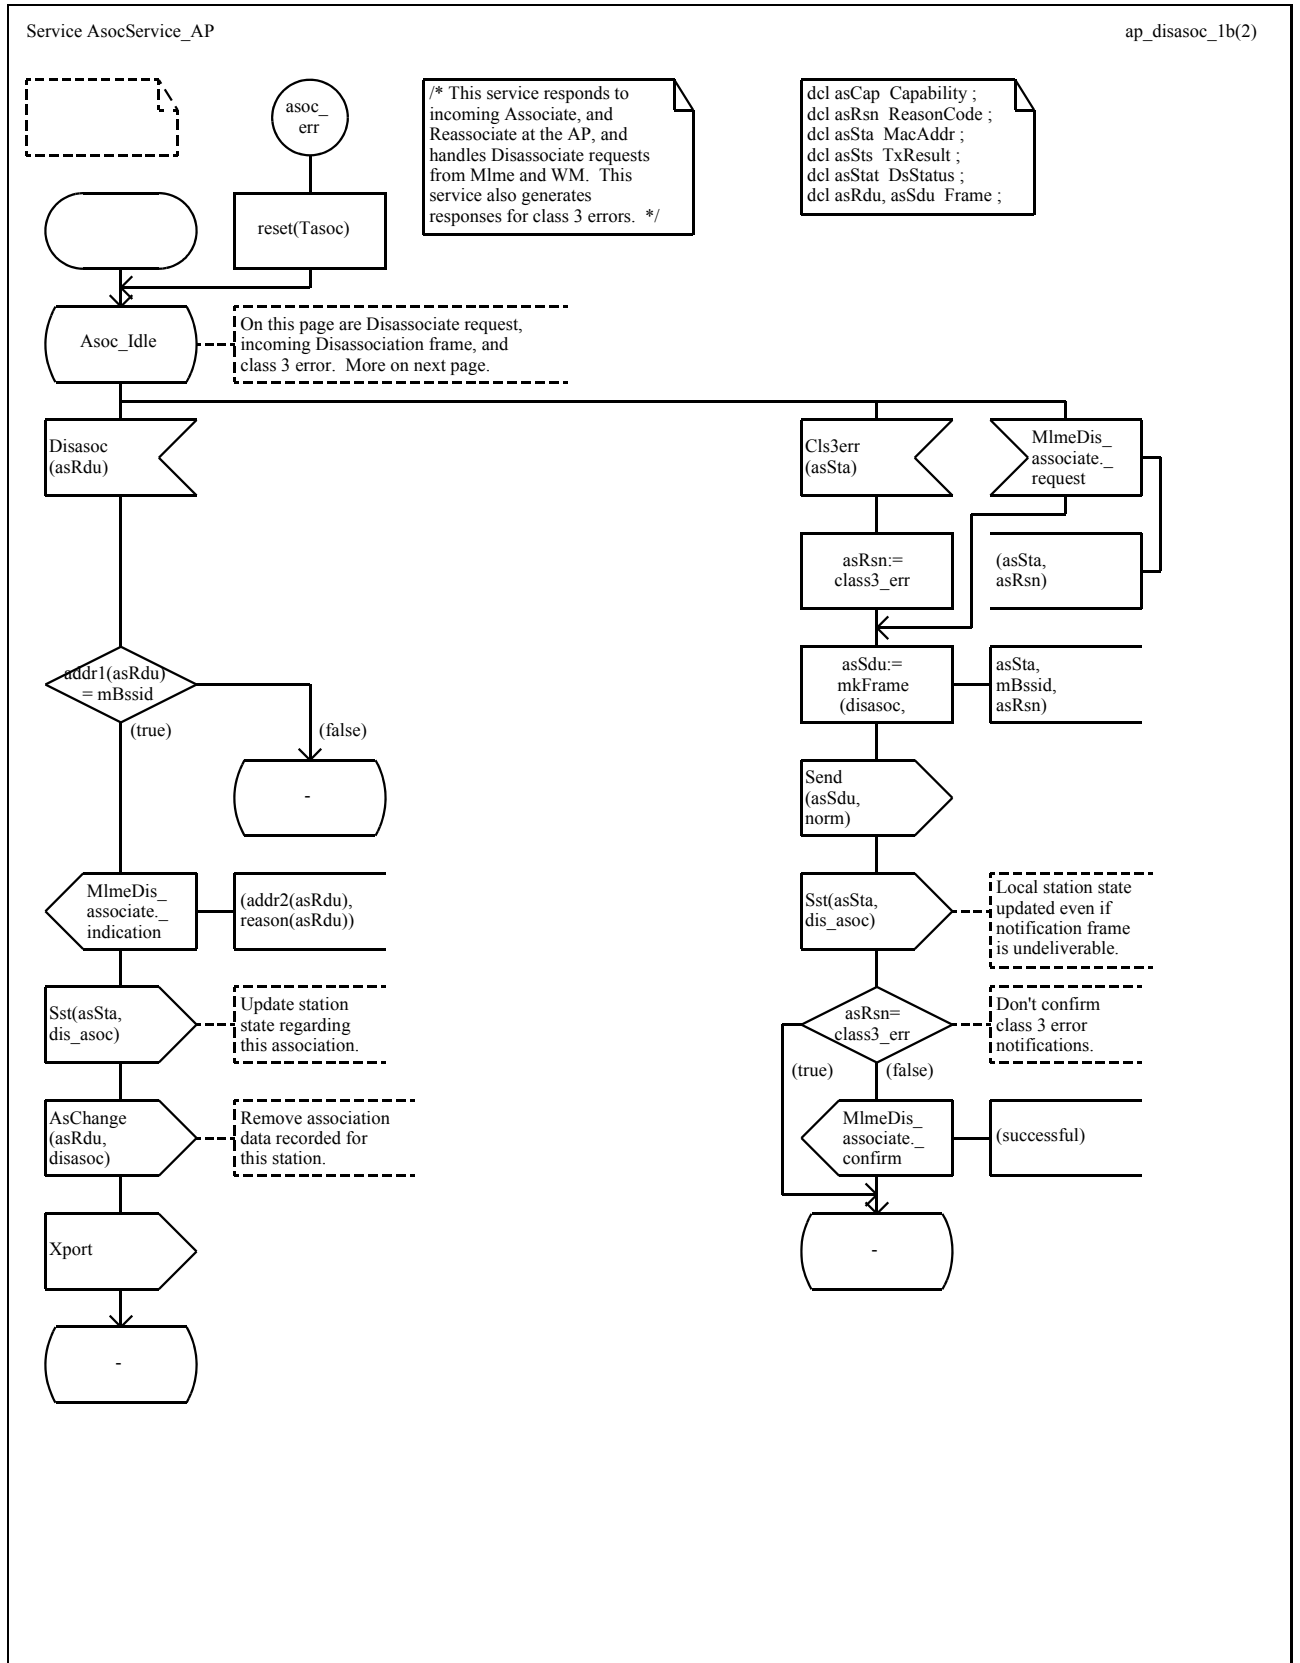 Service AsocService_AP
ap_disasoc_1b(2)
asoc_
err
/* This service responds to
incoming Associate, and
Reassociate at the AP, and
handles Disassociate requests
from Mlme and WM.  This
service also generates
responses for class 3 errors.  */
dcl asCap  Capability ;
dcl asRsn  ReasonCode ;
dcl asSta  MacAddr ;
dcl asSts  TxResult ;
dcl asStat  DsStatus ;
dcl asRdu, asSdu  Frame ;
reset(Tasoc)
Asoc_Idle
On this page are Disassociate request,
incoming Disassociation frame, and
class 3 error.  More on next page.
Disasoc
(asRdu)
Cls3err
(asSta)
MlmeDis_
associate._
request
asRsn:=
class3_err
(asSta,
asRsn)
addr1(asRdu)
= mBssid
(true)
(false)
-
asSdu:=
mkFrame
(disasoc,
asSta,
mBssid,
asRsn)
Send
(asSdu,
norm)
MlmeDis_
associate._
indication
(addr2(asRdu),
reason(asRdu))
Sst(asSta,
dis_asoc)
Local station state
updated even if
notification frame
is undeliverable.
Sst(asSta,
dis_asoc)
Update station
state regarding
this association.
asRsn=
class3_err
Don't confirm
class 3 error
notifications.
(true)
(false)
AsChange
(asRdu,
disasoc)
Remove association
data recorded for
this station.
MlmeDis_
associate._
confirm
(successful)
Xport
-
-